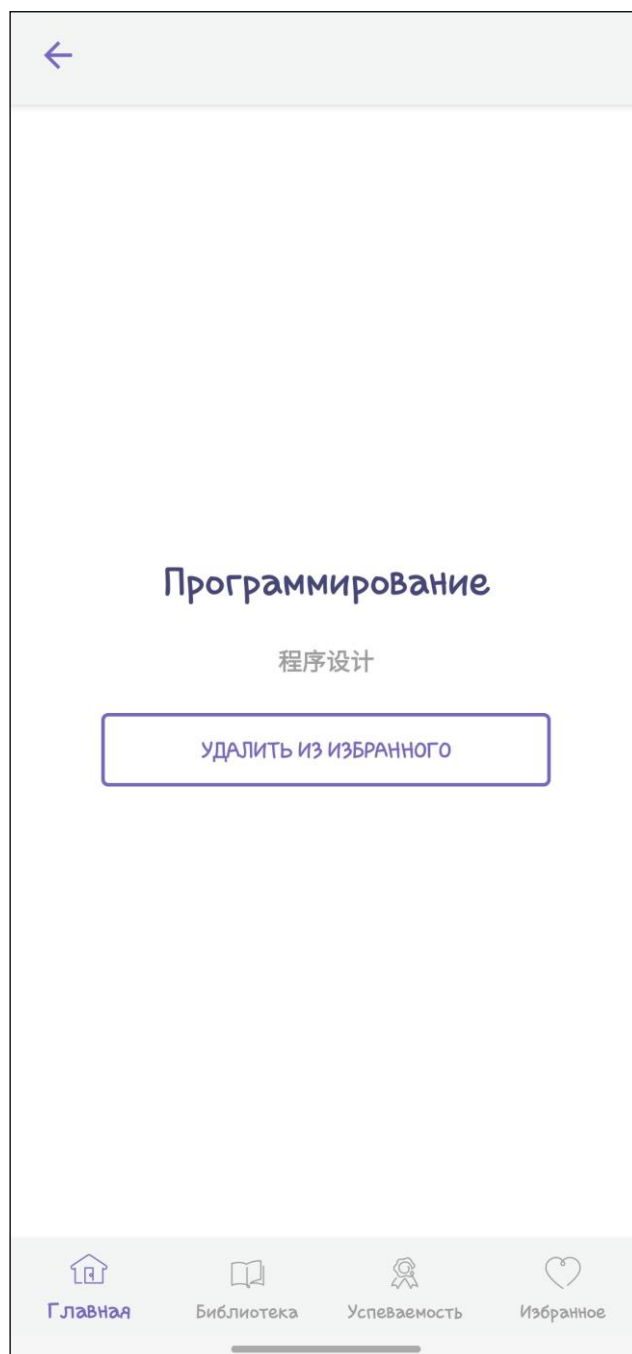 Программирование
程序设计
УДАЛИТЬ ИЗ ИЗБРАННОГО
Главная
Библиотека
Успеваемость
Избранное